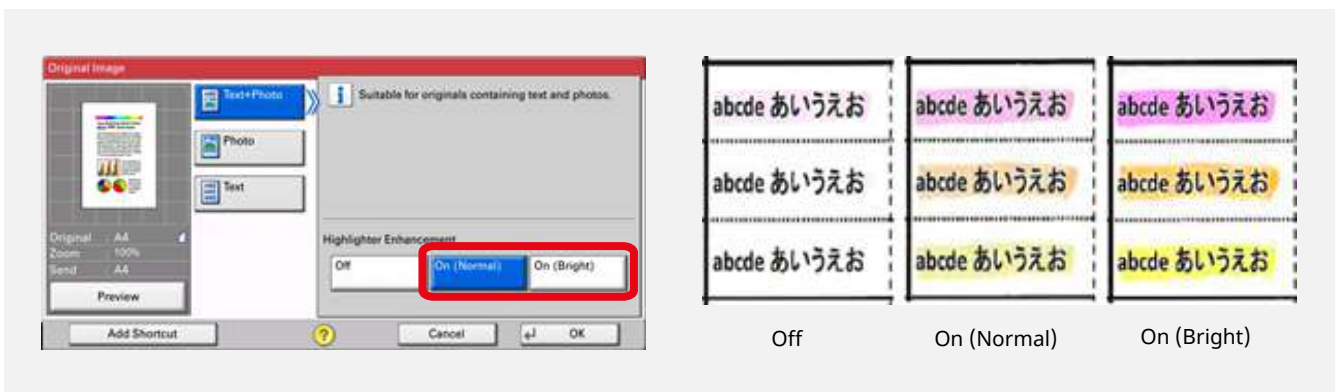 Original Image
Text+Photo
Suitable for originals containing text and photos.
Photo
Text
Original : A4
Zoom : 100%
Send : A4
Preview
Highlighter Enhancement
Off
On (Normal)
On (Bright)
Add Shortcut
?
Cancel
OK
abcde あいうえお
abcde あいうえお
abcde あいうえお
Off
abcde あいうえお
abcde あいうえお
abcde あいうえお
On (Normal)
abcde あいうえお
abcde あいうえお
abcde あいうえお
On (Bright)